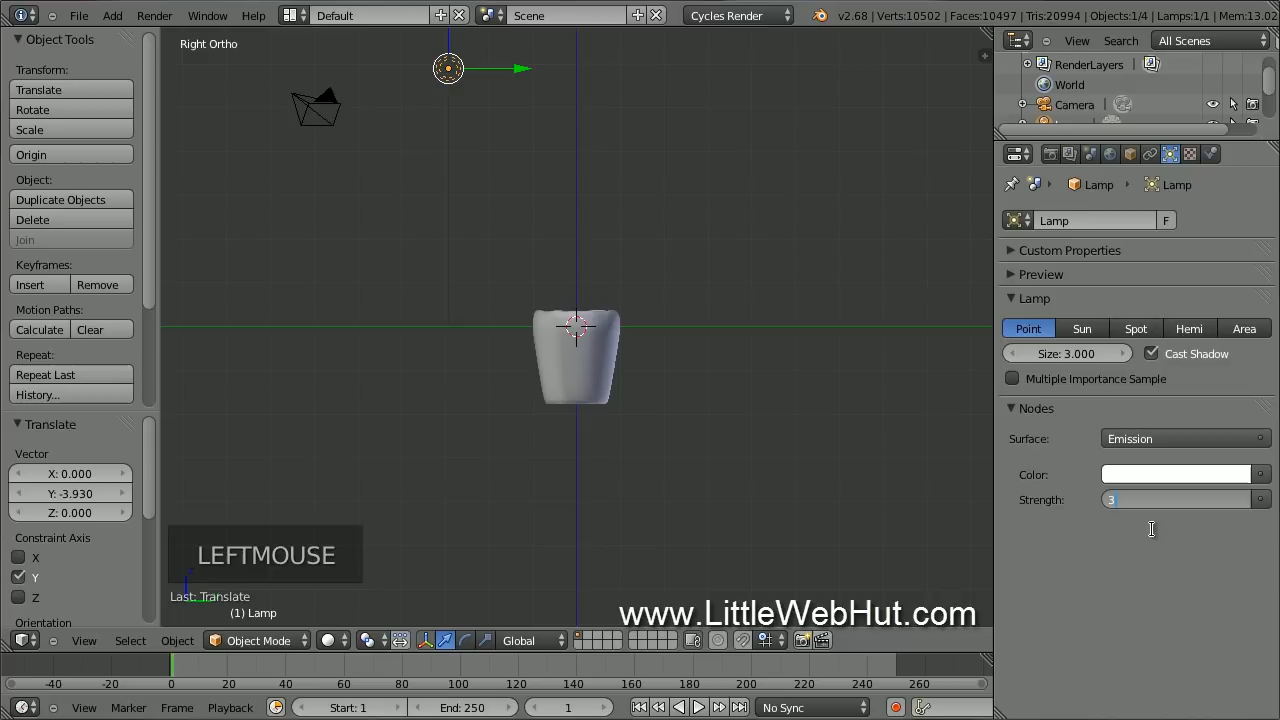 File Add Render Window Help Default Scene Cycles Render v2.68 | Verts:10502 | Faces:10497 | Tris:20994 | Objects:1/4 | Lamps:1/1 | Mem:13.02
Object Tools
Transform:
Translate
Rotate
Scale
Origin
Object:
Duplicate Objects
Delete
Join
Keyframes:
Insert Remove
Motion Paths:
Calculate Clear
Repeat:
Repeat Last
History...
Translate
Vector
X: 0.000
Y: -3.930
Z: 0.000
Constraint Axis
X
Y
Z
Orientation
Right Ortho
LEFTMOUSE
Last: Translate
(1) Lamp
www.LittleWebHut.com
View Select Object Object Mode Global
View Search All Scenes
RenderLayers
World
Camera
Lamp Lamp
Lamp F
Custom Properties
Preview
Lamp
Point Sun Spot Hemi Area
Size: 3.000 Cast Shadow
Multiple Importance Sample
Nodes
Surface: Emission
Color:
Strength: 3
-40 -20 0 20 40 60 80 100 120 140 160 180 200 220 240 260
View Marker Frame Playback Start: 1 End: 250 1 No Sync